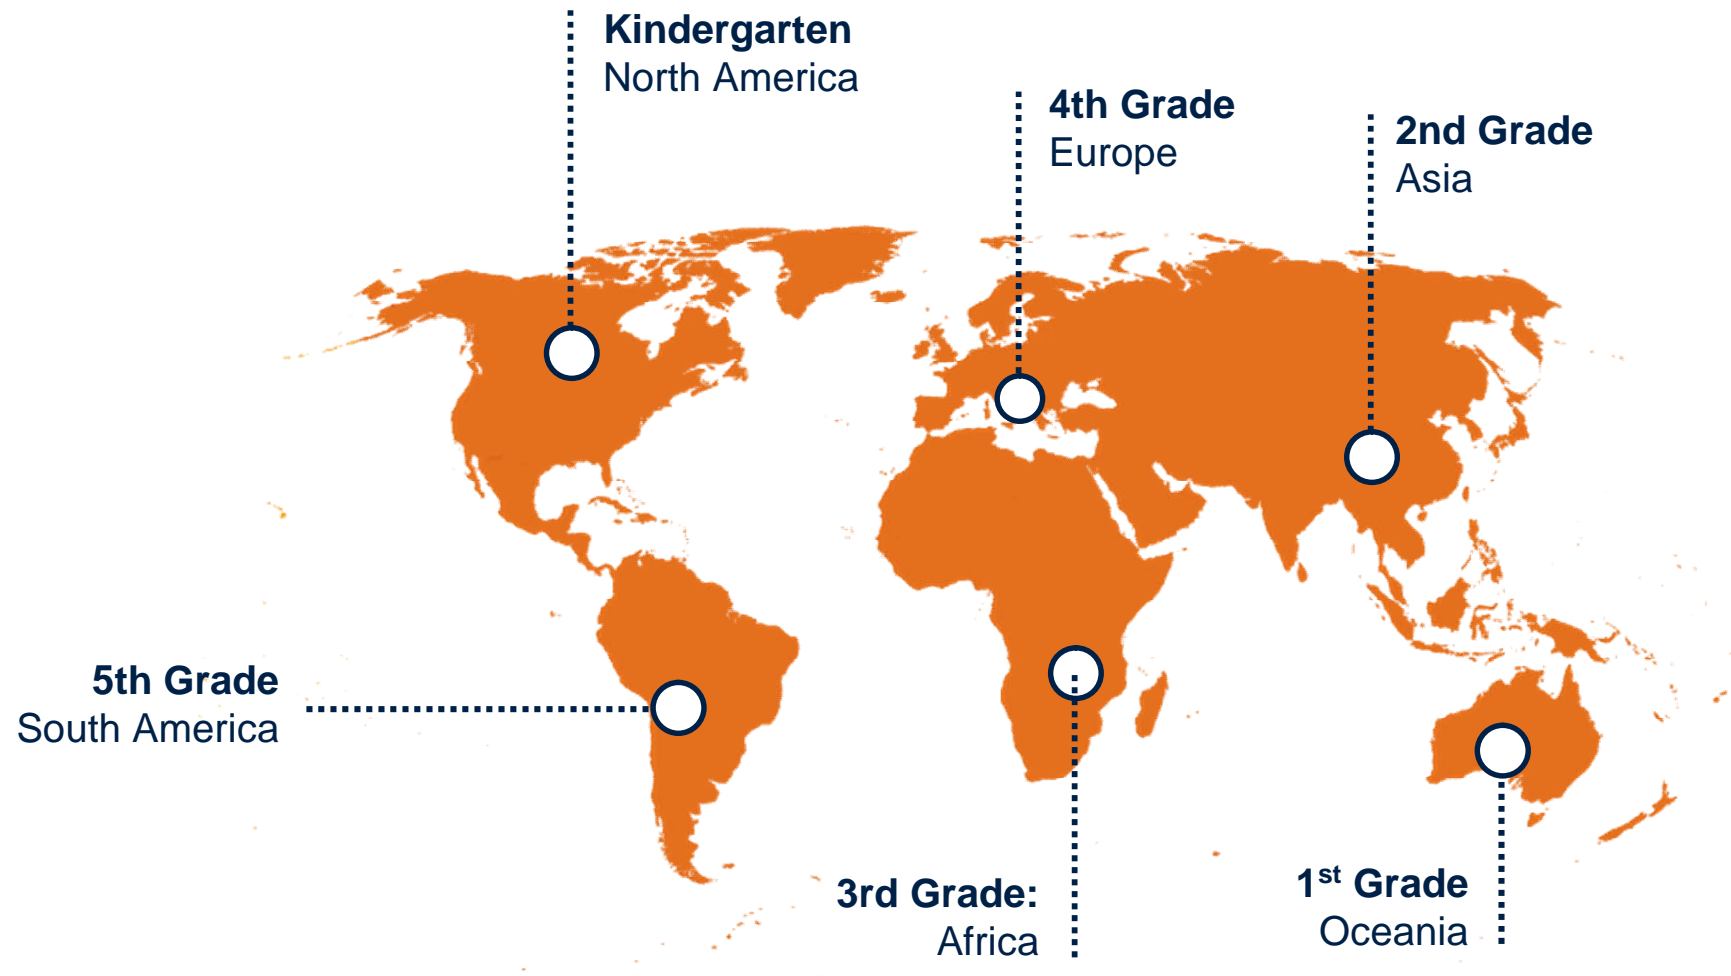 Kindergarten
North America
4th Grade
Europe
2nd Grade
Asia
5th Grade
South America
3rd Grade:
Africa
1st Grade
Oceania